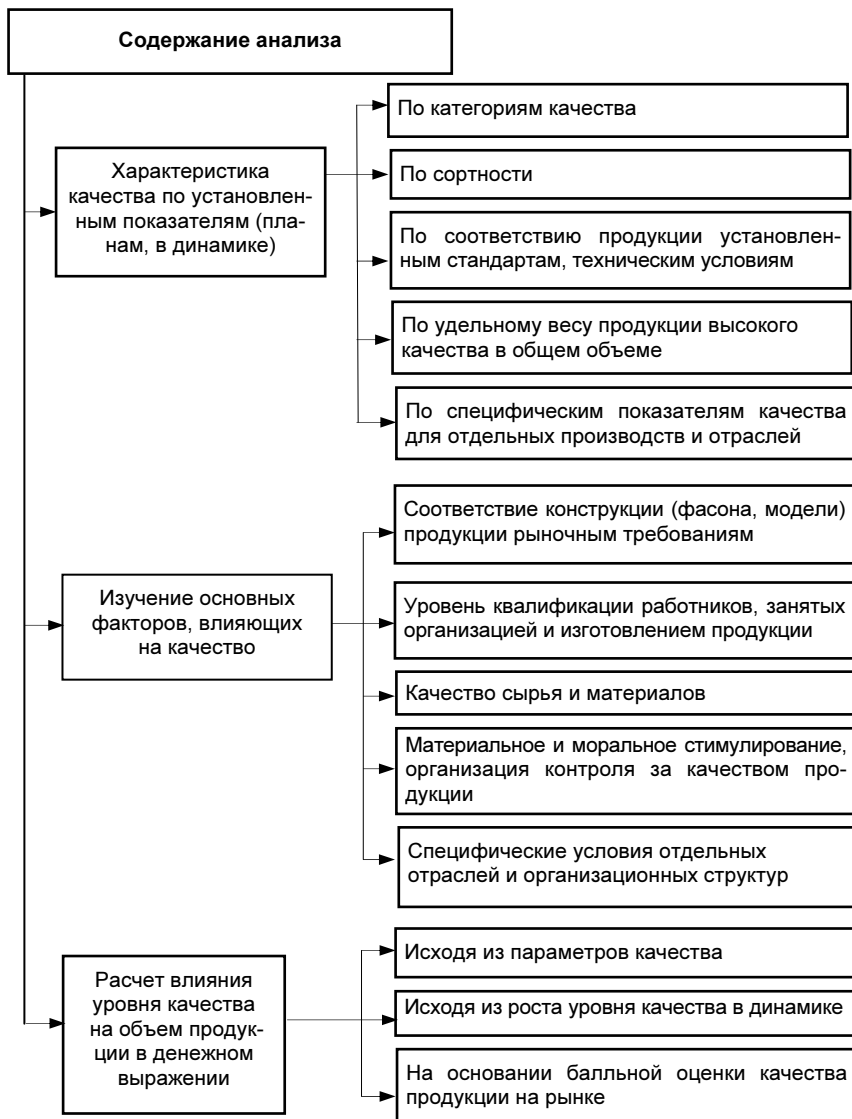 Содержание анализа
По категориям качества
Характеристика
качества по установлен-
ным показателям (пла-
нам, в динамике)
По сортности
По соответствию продукции установлен-
ным стандартам, техническим условиям
По удельному весу продукции высокого
качества в общем объеме
По специфическим показателям качества
для отдельных производств и отраслей
Изучение основных
факторов, влияющих
на качество
Соответствие конструкции (фасона, модели)
продукции рыночным требованиям
Уровень квалификации работников, занятых
организацией и изготовлением продукции
Качество сырья и материалов
Материальное и моральное стимулирование,
организация контроля за качеством про-
дукции
Специфические условия отдельных
отраслей и организационных структур
Расчет влияния
уровня качества
на объем продук-
ции в денежном
выражении
Исходя из параметров качества
Исходя из роста уровня качества в динамике
На основании балльной оценки качества
продукции на рынке